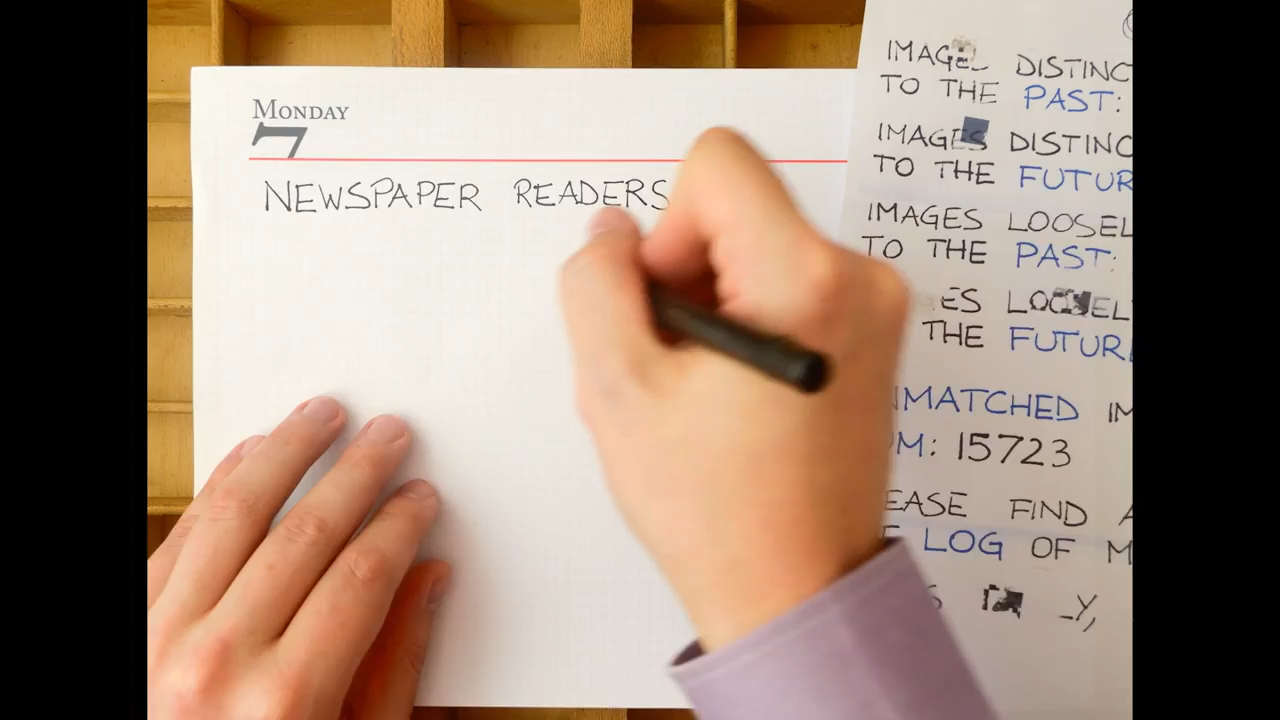 MONDAY
7
NEWSPAPER READERS
DISTINC
TO THE PAST:
IMAGES DISTINC
TO THE FUTUR
IMAGES LOOSEL
TO THE PAST:
ES LOOSEL
THE FUTUR
NMATCHED IM
UM: 15723
EASE FIND A
LOG OF M